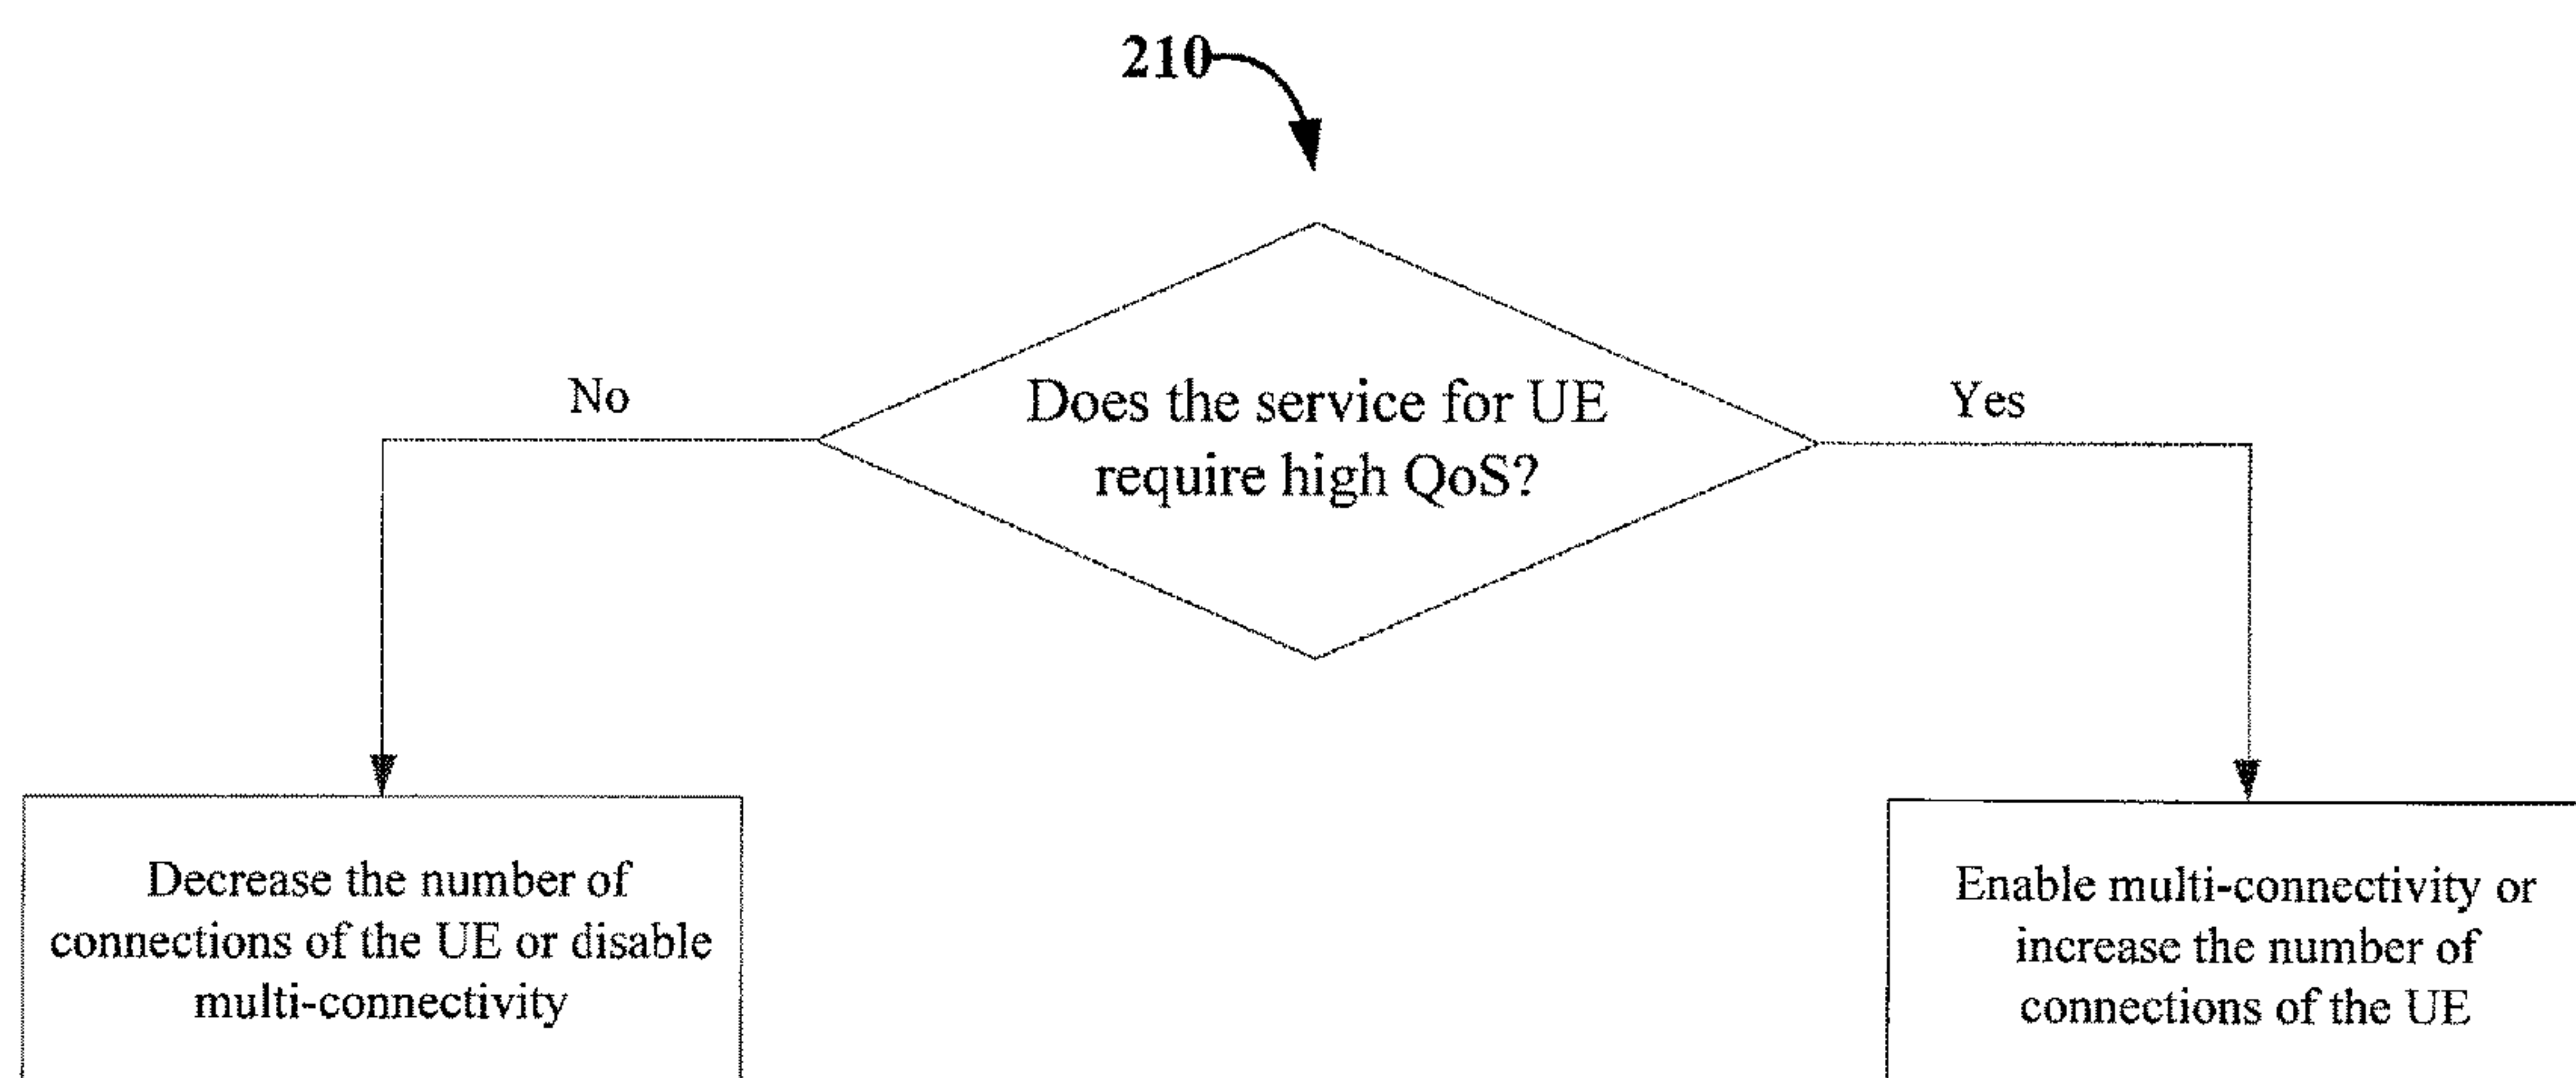 210
Does the service for UE
require high QoS?
No
Yes
Decrease the number of
connections of the UE or disable
multi-connectivity
Enable multi-connectivity or
increase the number of
connections of the UE